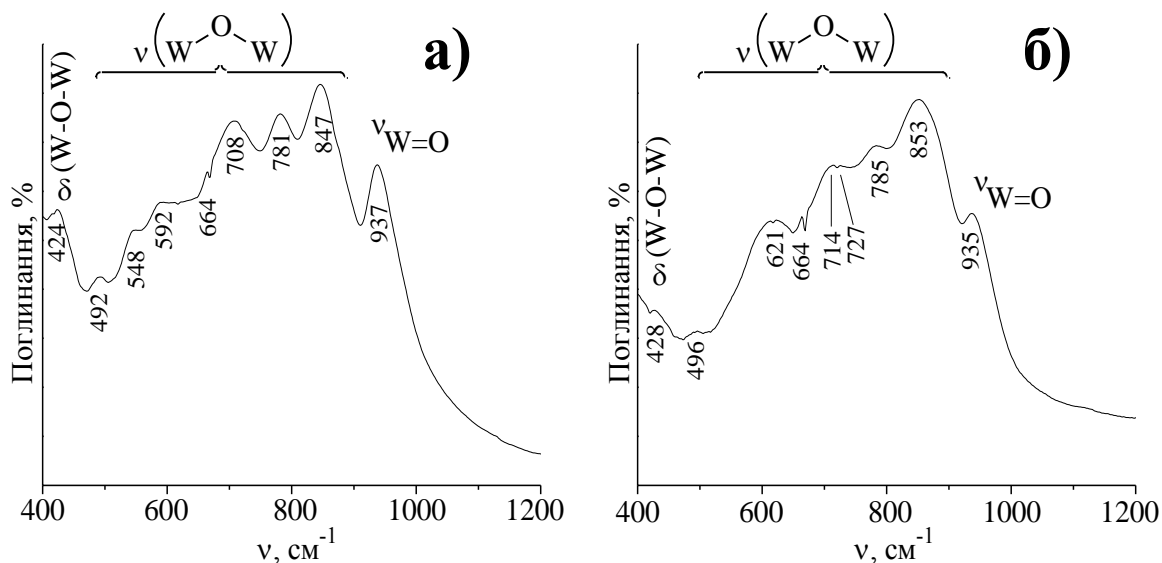 O
ν(W W)
а)
δ (W-O-W)
424
492
548
592
664
708
781
847
937
νW=O
Поглинання, %
400 600 800 1000 1200
ν, см-1
O
ν(W W)
б)
δ (W-O-W)
428
496
621
664
714
727
785
853
935
νW=O
Поглинання, %
400 600 800 1000 1200
ν, см-1